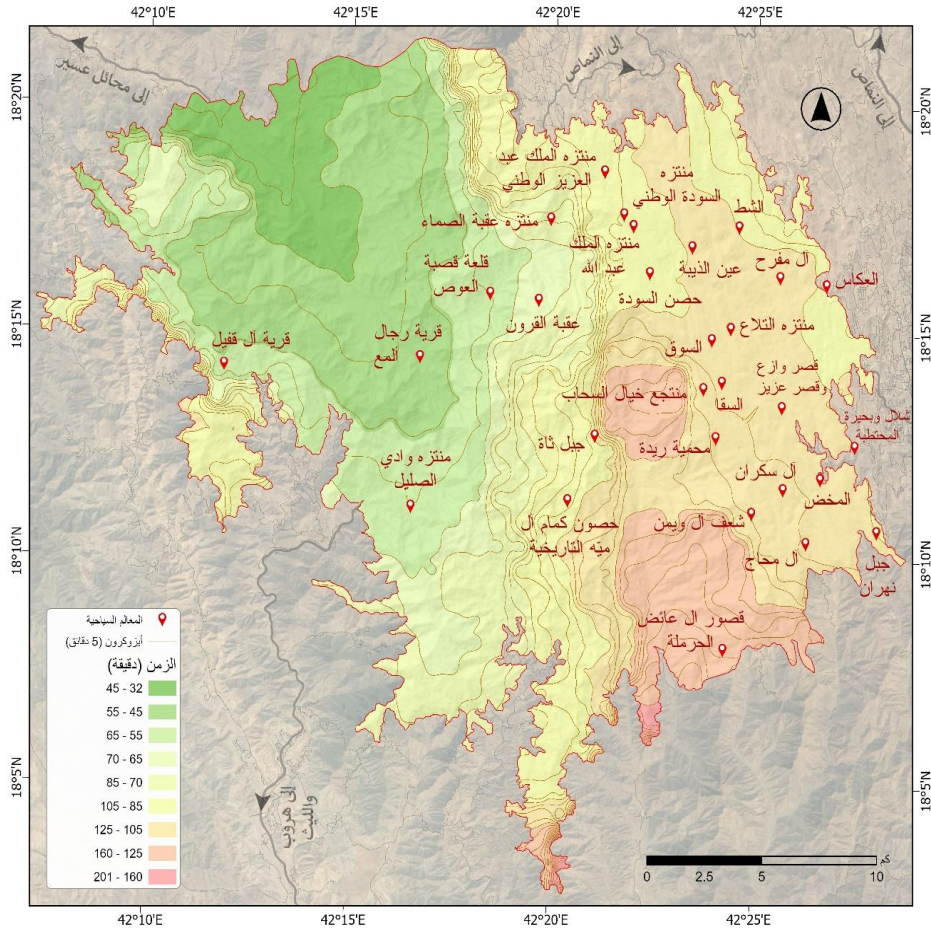 42°10'E 42°15'E 42°20'E 42°25'E
18°20'N
18°20'N
إلى محائل عسير
إلى النماص
إلى النماص
منتزه الملك عبد
العزيز الوطني
منتزه
السودة الوطني
الشط
منتزه عقبة الصماء
منتزه الملك
عبد الله
عين الذيبة
آل مفرح
العكاس
قلعة قصبة
العوص
حصن السودة
عقبة القرون
18°15'N
18°15'N
منتزه التلاع
السوق
قرية آل قفيل
قرية رجال
ألمع
قصر وازع
وقصر عزيز
منتجع خيال السحاب
السقا
شلال وبحيرة
المحتطبة
جبل ثاة
محمية ريدة
منتزه وادي
الصليل
آل سكران
المخض
حصون كمام آل
ميّه التاريخية
شعف آل ويمن
آل محاج
جبل
نهران
18°10'N
18°10'N
قصور آل عائض
الحرملة
المعالم السياحية
أيزوكرون (5 دقائق)
الزمن (دقيقة)
45 - 32
55 - 45
65 - 55
70 - 65
85 - 70
105 - 85
125 - 105
160 - 125
201 - 160
18°5'N
18°5'N
إلى هروب
والليث
كم
0 2.5 5 10
42°10'E 42°15'E 42°20'E 42°25'E